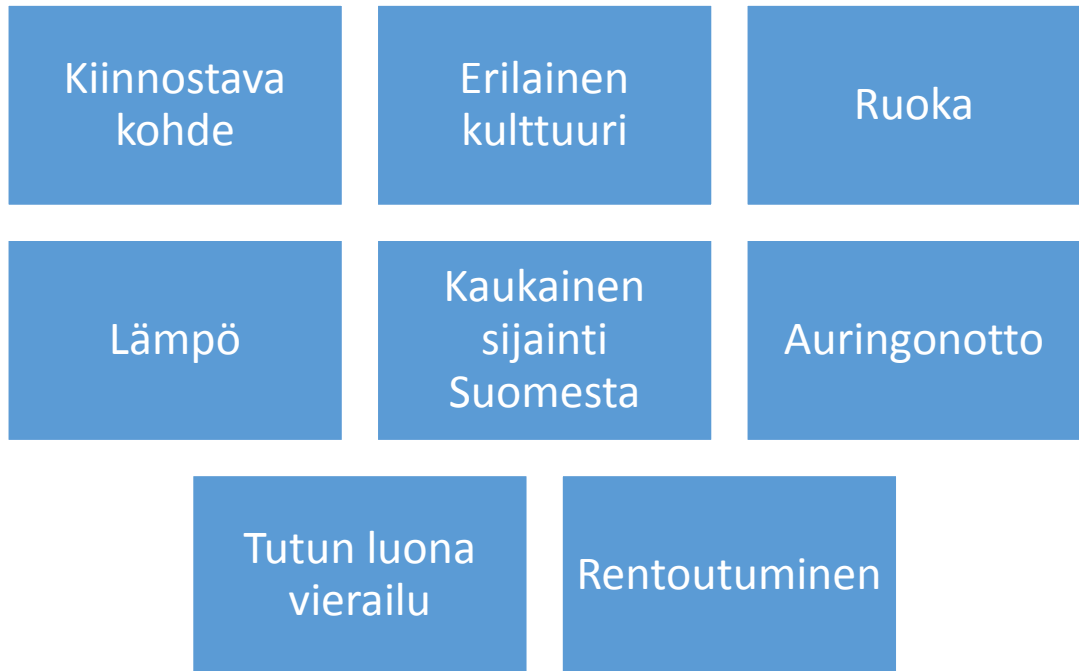 Kiinnostava
kohde
Erilainen
kulttuuri
Ruoka
Lämpö
Kaukainen
sijainti
Suomesta
Auringonotto
Tutun luona
vierailu
Rentoutuminen